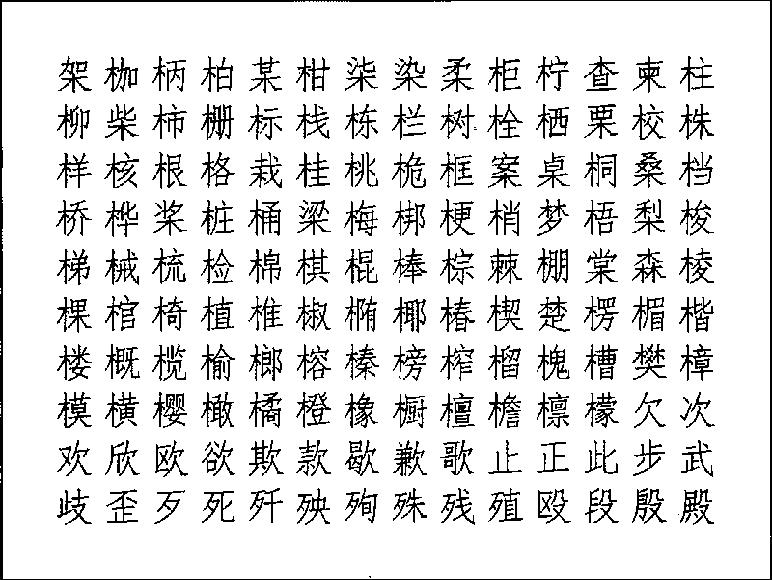 架枷柄柏某柑柒染柔柜柠查柬柱
柳柴柿栅标栈栋栏树栓栖栗校株
样核根格栽桂桃桅框案桌桐桑档
桥桦桨桩桶梁梅梆梗梢梦梧梨梭
梯械梳检棉棋棍棒棕棘棚棠森棱
棵棺椅植椎椒椭椰椿楔楚楞楣楷
楼概榄榆榔榕榛榜榨榴槐槽樊樟
模横樱橄橘橙橡橱檀檐檩檬欠次
欢欣欧欲欺款歇歉歌止正此步武
歧歪歹死歼殃殉殊残殖殴段殷殿